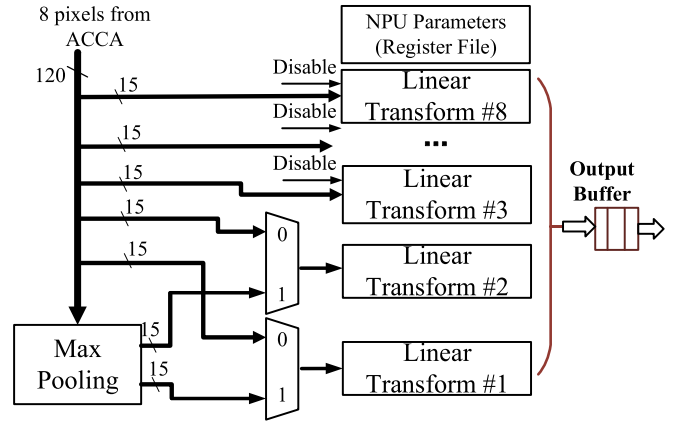 8 pixels from
ACCA
NPU Parameters
(Register File)
120
15
Disable
Linear
Transform #8
Disable
15
...
Disable
15
Linear
Transform #3
Output
Buffer
15
0
15
1
Linear
Transform #2
15
Max
Pooling
15
0
1
Linear
Transform #1